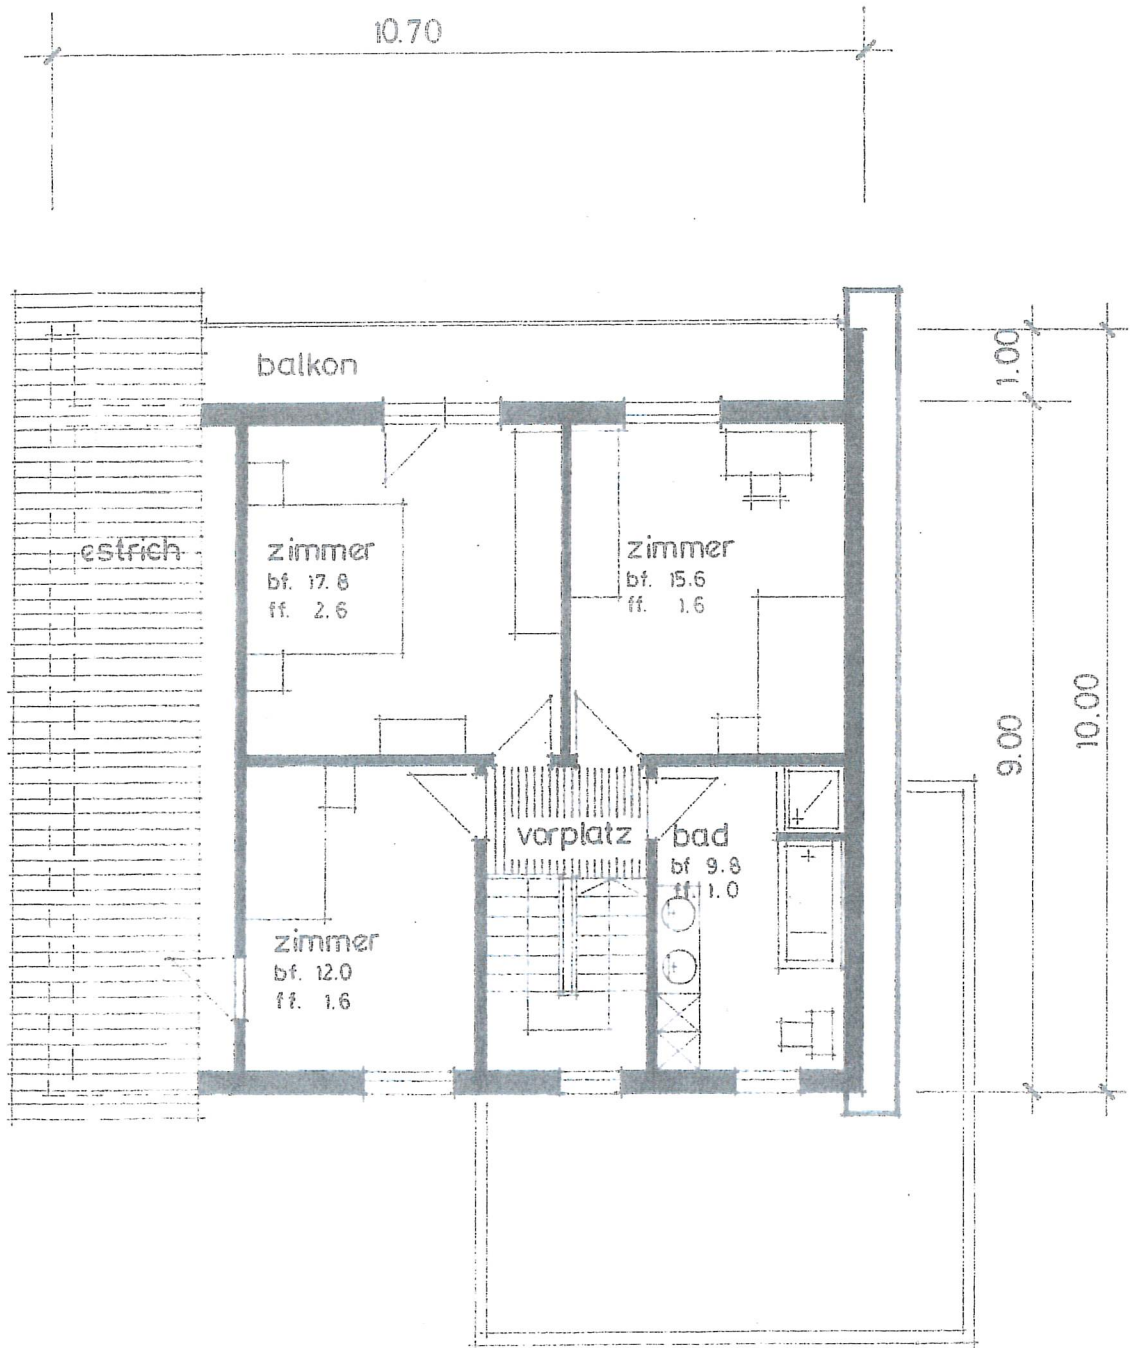 10.70
balkon
1.00
estrich
zimmer
bf. 17.8
ff. 2.6
zimmer
bf. 15.6
ff. 1.6
9.00
10.00
vorplatz
bad
bf 9.8
ff. 1.0
zimmer
bf. 12.0
ff. 1.6